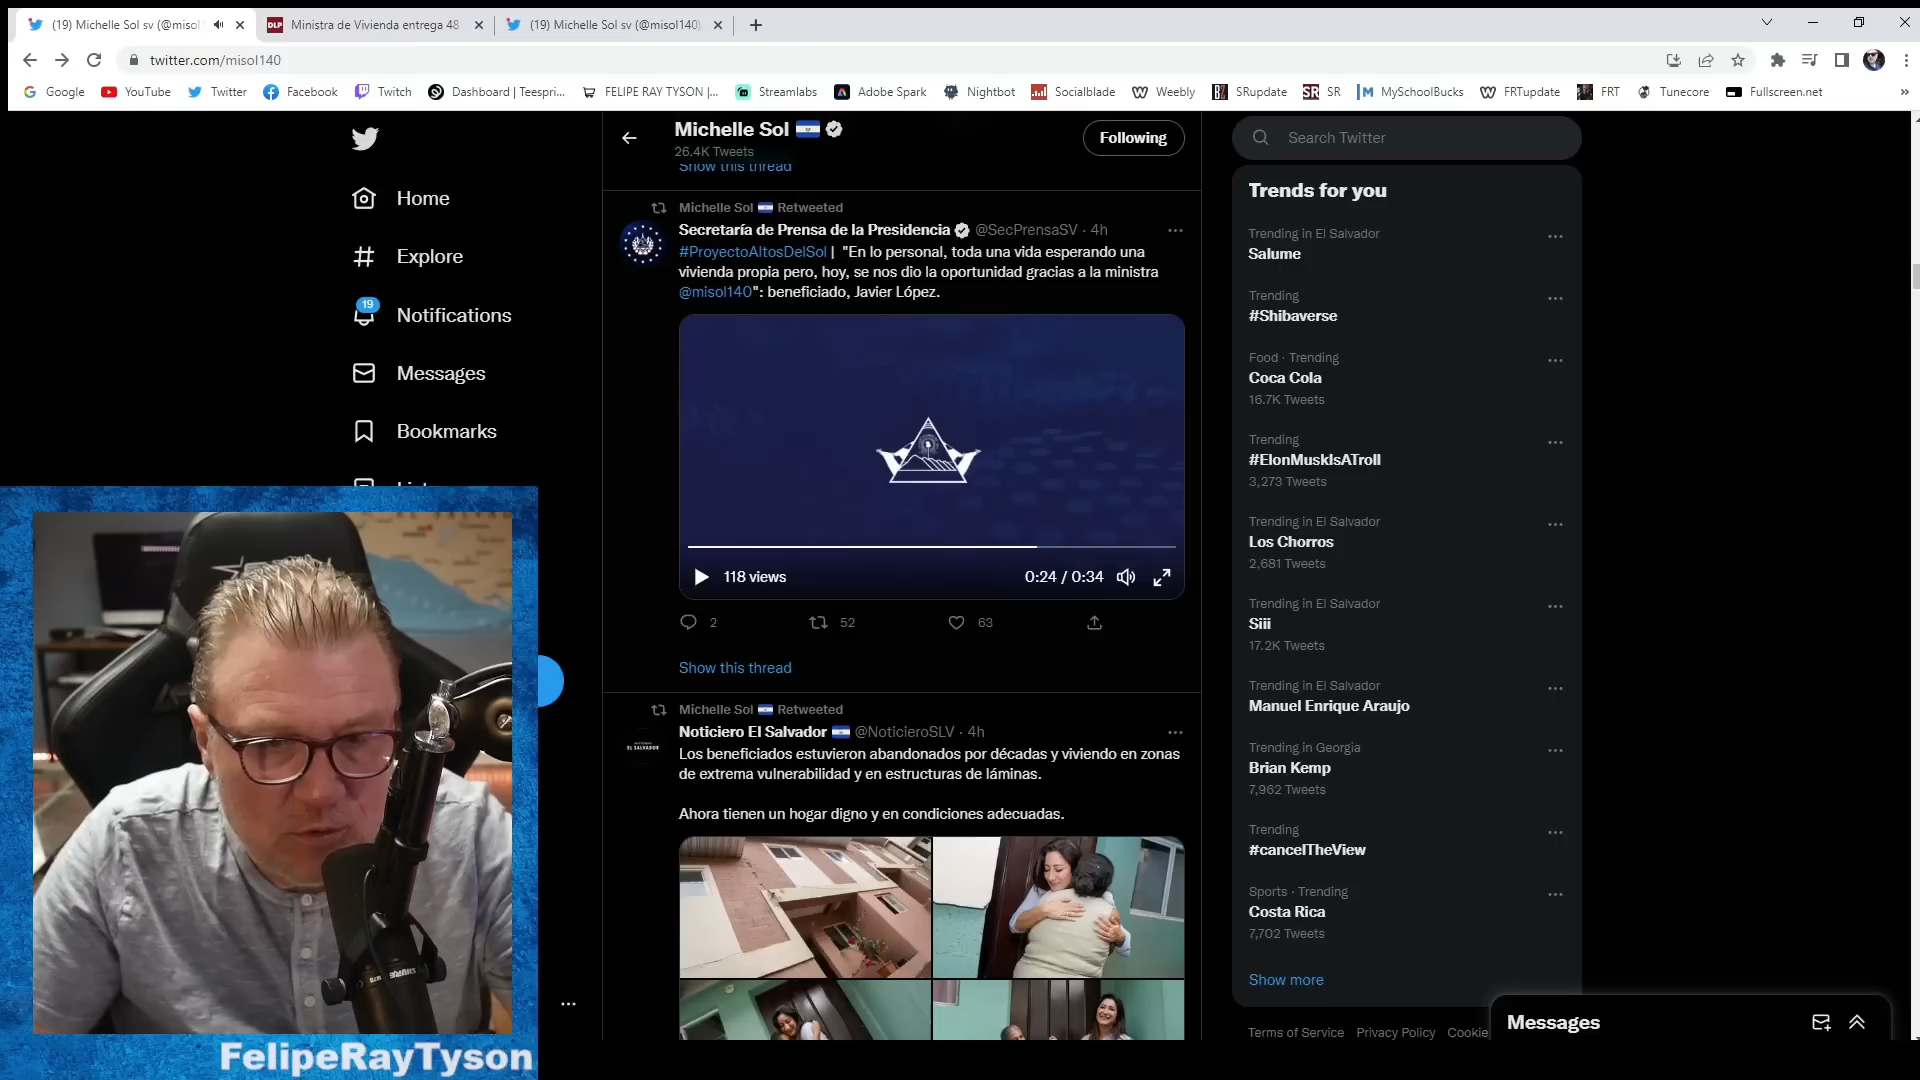 (19) Michelle Sol sv (@misol
Ministra de Vivienda entrega 48
(19) Michelle Sol sv (@misol140)
twitter.com/misol140
Google
YouTube
Twitter
Facebook
Twitch
Dashboard | Teespri...
FELIPE RAY TYSON |...
Streamlabs
Adobe Spark
Nightbot
Socialblade
Weebly
SRupdate
SR
MySchoolBucks
FRTupdate
FRT
Tunecore
Fullscreen.net
Home
Explore
19
Notifications
Messages
Bookmarks
Michelle Sol
26.4K Tweets
Following
Show this thread
Michelle Sol Retweeted
Secretaría de Prensa de la Presidencia @SecPrensaSV · 4h
#ProyectoAltosDelSol | "En lo personal, toda una vida esperando una
vivienda propia pero, hoy, se nos dio la oportunidad gracias a la ministra
@misol140": beneficiado, Javier López.
118 views
0:24 / 0:34
2
52
63
Show this thread
Michelle Sol Retweeted
Noticiero El Salvador @NoticieroSLV · 4h
EL SALVADOR
Los beneficiados estuvieron abandonados por décadas y viviendo en zonas
de extrema vulnerabilidad y en estructuras de láminas.
Ahora tienen un hogar digno y en condiciones adecuadas.
Search Twitter
Trends for you
Trending in El Salvador
Salume
Trending
#Shibaverse
Food · Trending
Coca Cola
16.7K Tweets
Trending
#ElonMuskIsATroll
3,273 Tweets
Trending in El Salvador
Los Chorros
2,681 Tweets
Trending in El Salvador
Siii
17.2K Tweets
Trending in El Salvador
Manuel Enrique Araujo
Trending in Georgia
Brian Kemp
7,962 Tweets
Trending
#cancelTheView
Sports · Trending
Costa Rica
7,702 Tweets
Show more
Terms of Service Privacy Policy Cookie
Messages
SHURE
FelipeRayTyson